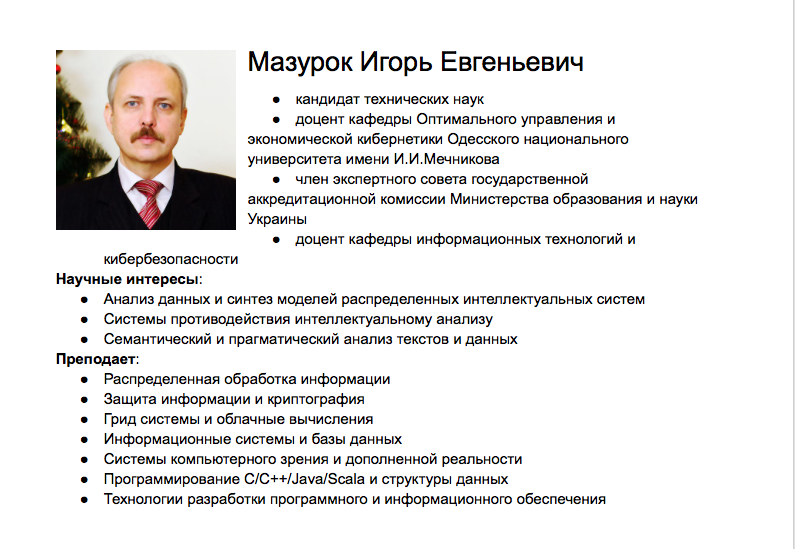 Мазурок Игорь Евгеньевич
● кандидат технических наук
● доцент кафедры Оптимального управления и
экономической кибернетики Одесского национального
университета имени И.И.Мечникова
● член экспертного совета государственной
аккредитационной комиссии Министерства образования и науки
Украины
● доцент кафедры информационных технологий и
кибербезопасности
Научные интересы:
● Анализ данных и синтез моделей распределенных интеллектуальных систем
● Системы противодействия интеллектуальному анализу
● Семантический и прагматический анализ текстов и данных
Преподает:
● Распределенная обработка информации
● Защита информации и криптография
● Грид системы и облачные вычисления
● Информационные системы и базы данных
● Системы компьютерного зрения и дополненной реальности
● Программирование C/C++/Java/Scala и структуры данных
● Технологии разработки программного и информационного обеспечения